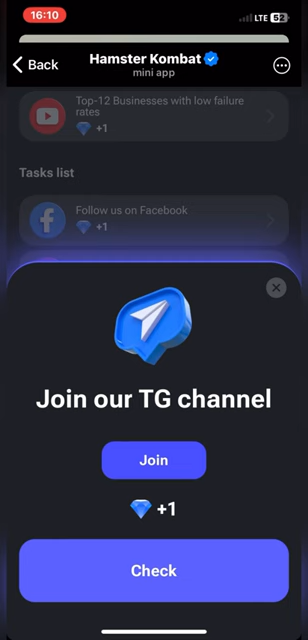 16:10
LTE 52
Back
Hamster Kombat
mini app
Top-12 Businesses with low failure
rates
+1
Tasks list
Follow us on Facebook
+1
Join our TG channel
Join
+1
Check